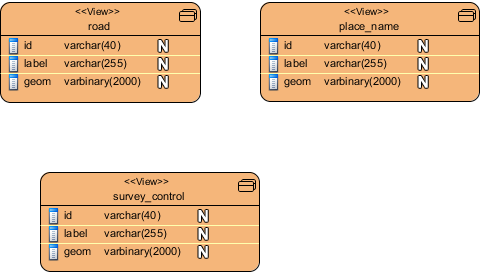 <<View>>
road
id varchar(40) N
label varchar(255) N
geom varbinary(2000) N
<<View>>
place_name
id varchar(40) N
label varchar(255) N
geom varbinary(2000) N
<<View>>
survey_control
id varchar(40) N
label varchar(255) N
geom varbinary(2000) N